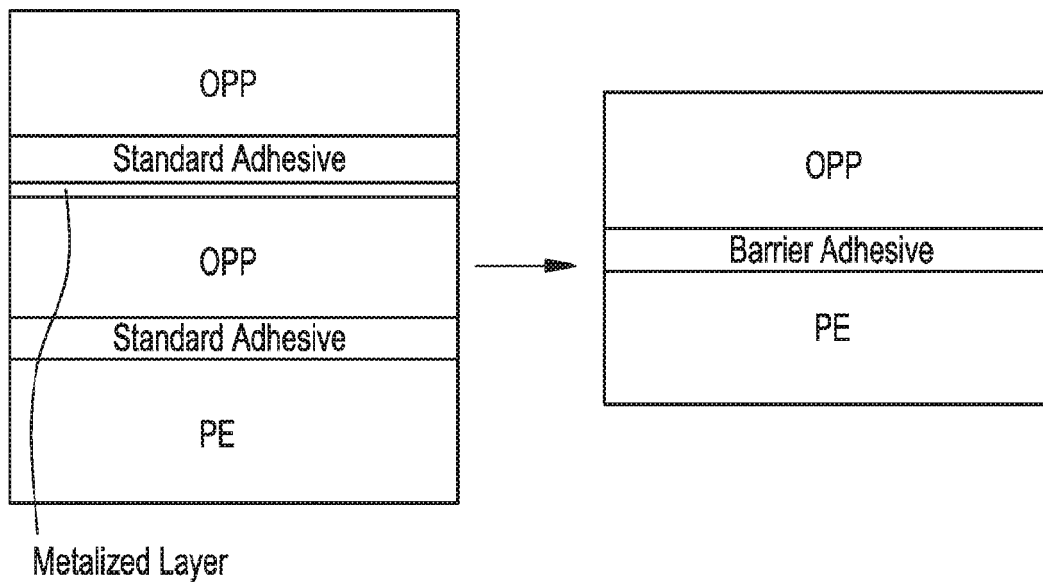 OPP
Standard Adhesive
OPP
Standard Adhesive
PE
Metalized Layer
OPP
Barrier Adhesive
PE